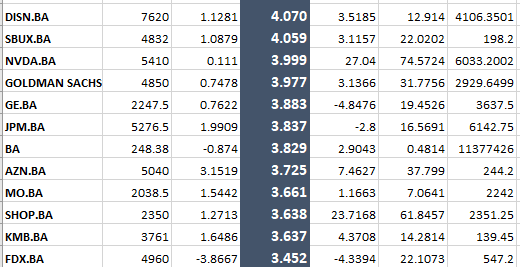 DISN.BA 7620 1.1281 4.070 3.5185 12.914 4106.3501
SBUX.BA 4832 1.0879 4.059 3.1157 22.0202 198.2
NVDA.BA 5410 0.111 3.999 27.04 74.5724 6033.2002
GOLDMAN SACHS 4850 0.7478 3.977 3.1366 31.7756 2929.6499
GE.BA 2247.5 0.7622 3.883 -4.8476 19.4526 3637.5
JPM.BA 5276.5 1.9909 3.837 -2.8 16.5691 6142.75
BA 248.38 -0.874 3.829 2.9043 0.4814 11377426
AZN.BA 5040 3.1519 3.725 7.4627 37.799 244.2
MO.BA 2038.5 1.5442 3.661 1.1663 7.0641 2242
SHOP.BA 2350 1.2713 3.638 23.7168 61.8457 2351.25
KMB.BA 3761 1.6486 3.637 4.3708 14.2814 139.45
FDX.BA 4960 -3.8667 3.452 -4.3394 22.1073 547.2